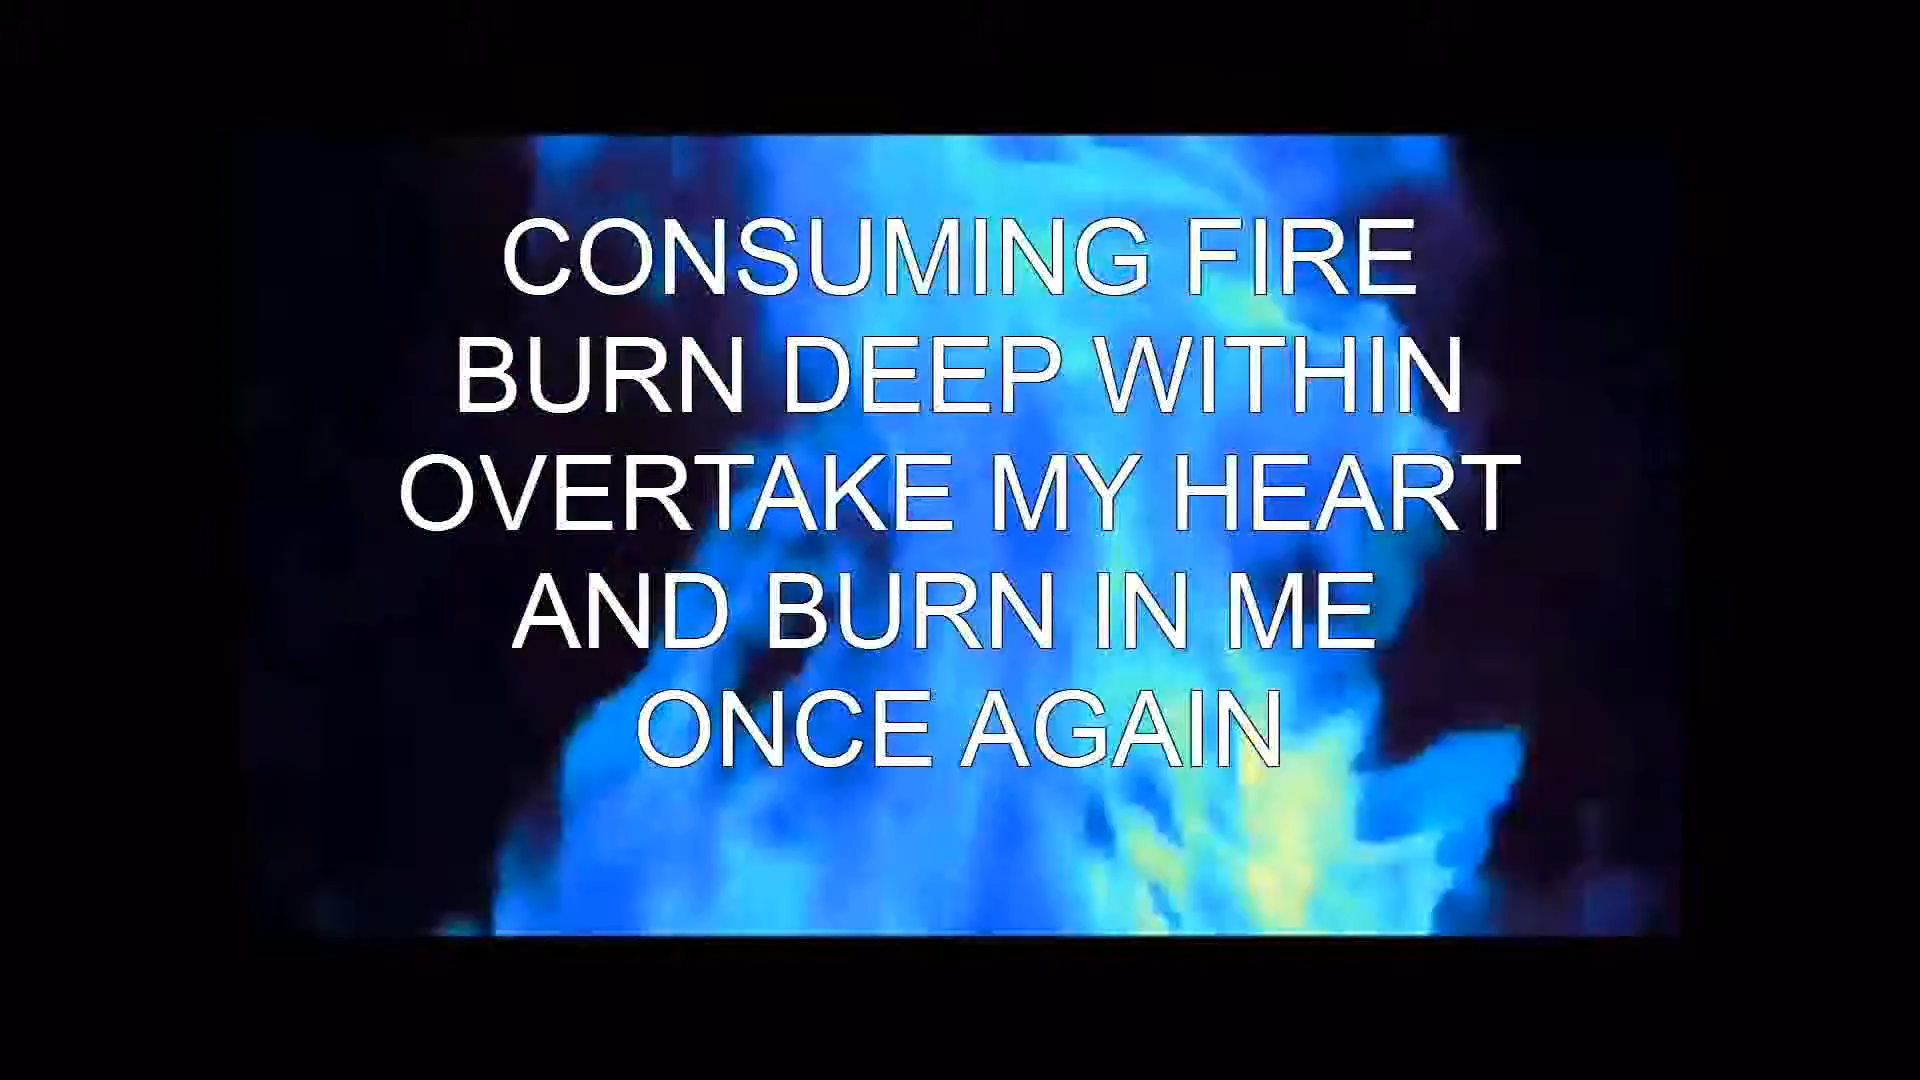 CONSUMING FIRE
BURN DEEP WITHIN
OVERTAKE MY HEART
AND BURN IN ME
ONCE AGAIN